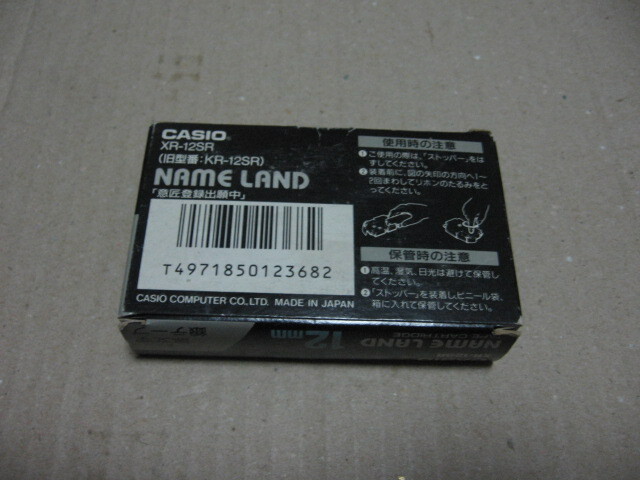 CASIO®
XR-12SR
(旧型番:KR-12SR)
NAME LAND
「意匠登録出願中」
T4971850123682
CASIO COMPUTER CO.,LTD. MADE IN JAPAN
使用時の注意
❶ご使用の際は、「ストッパー」をは
ずしてください。
❷装着前に、図の矢印の方向へ1〜
2回まわしてリボンのたるみをと
ってください。
保管時の注意
❶高温、湿気、日光は避けて保管し
てください。
❷「ストッパー」を装着しビニール袋、
箱に入れて保管してください。
12mm
NAME LAND